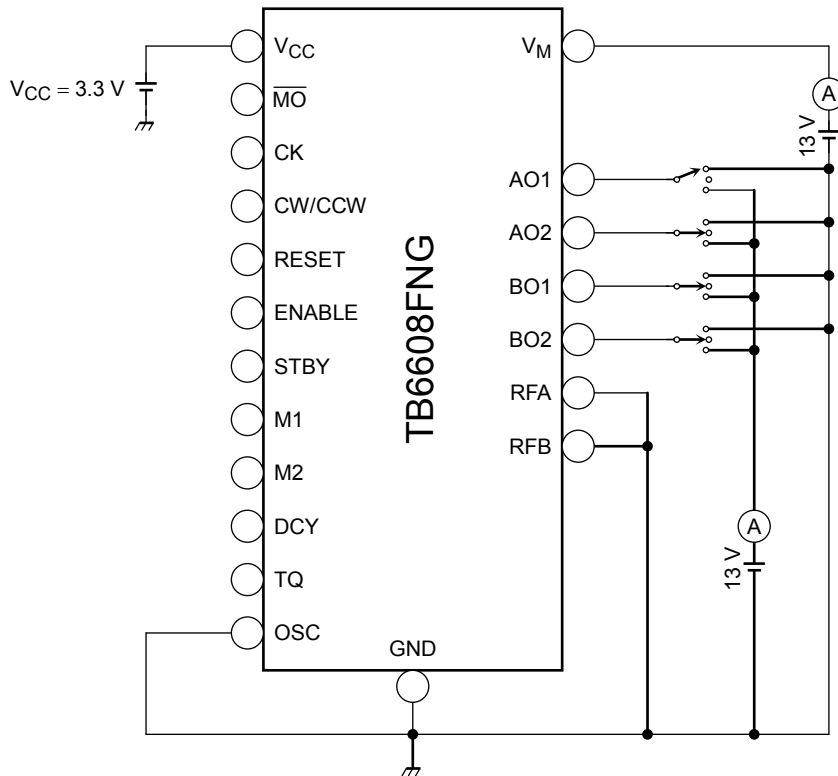 VCC
VM
VCC = 3.3 V
MO
A
13 V
CK
AO1
CW/CCW
AO2
RESET
BO1
ENABLE
BO2
STBY
TB6608FNG
RFA
M1
RFB
M2
DCY
A
13 V
TQ
OSC
GND